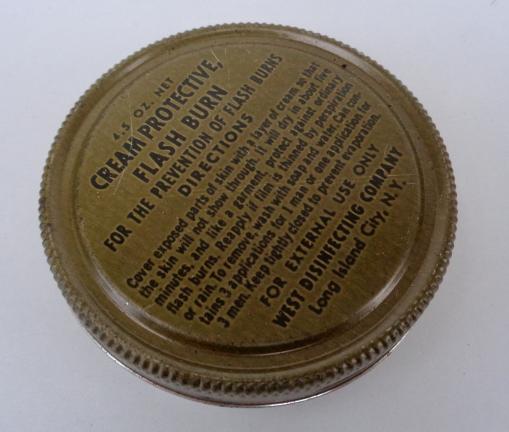 4.5 OZ. NET
CREAM PROTECTIVE,
FLASH BURN
FOR THE PREVENTION OF FLASH BURNS
DIRECTIONS
Cover exposed parts of skin with a layer of cream so that
the skin will not show through. It will dry in about five
minutes, and like a garment, protect against ordinary
flash burns. Reapply if film is thinned by perspiration
or rain. To remove wash with soap and water. Can con-
tains 3 applications for 1 man or one application for
3 men. Keep tightly closed to prevent evaporation.
FOR EXTERNAL USE ONLY
WEST DISINFECTING COMPANY
Long Island City, N.Y.